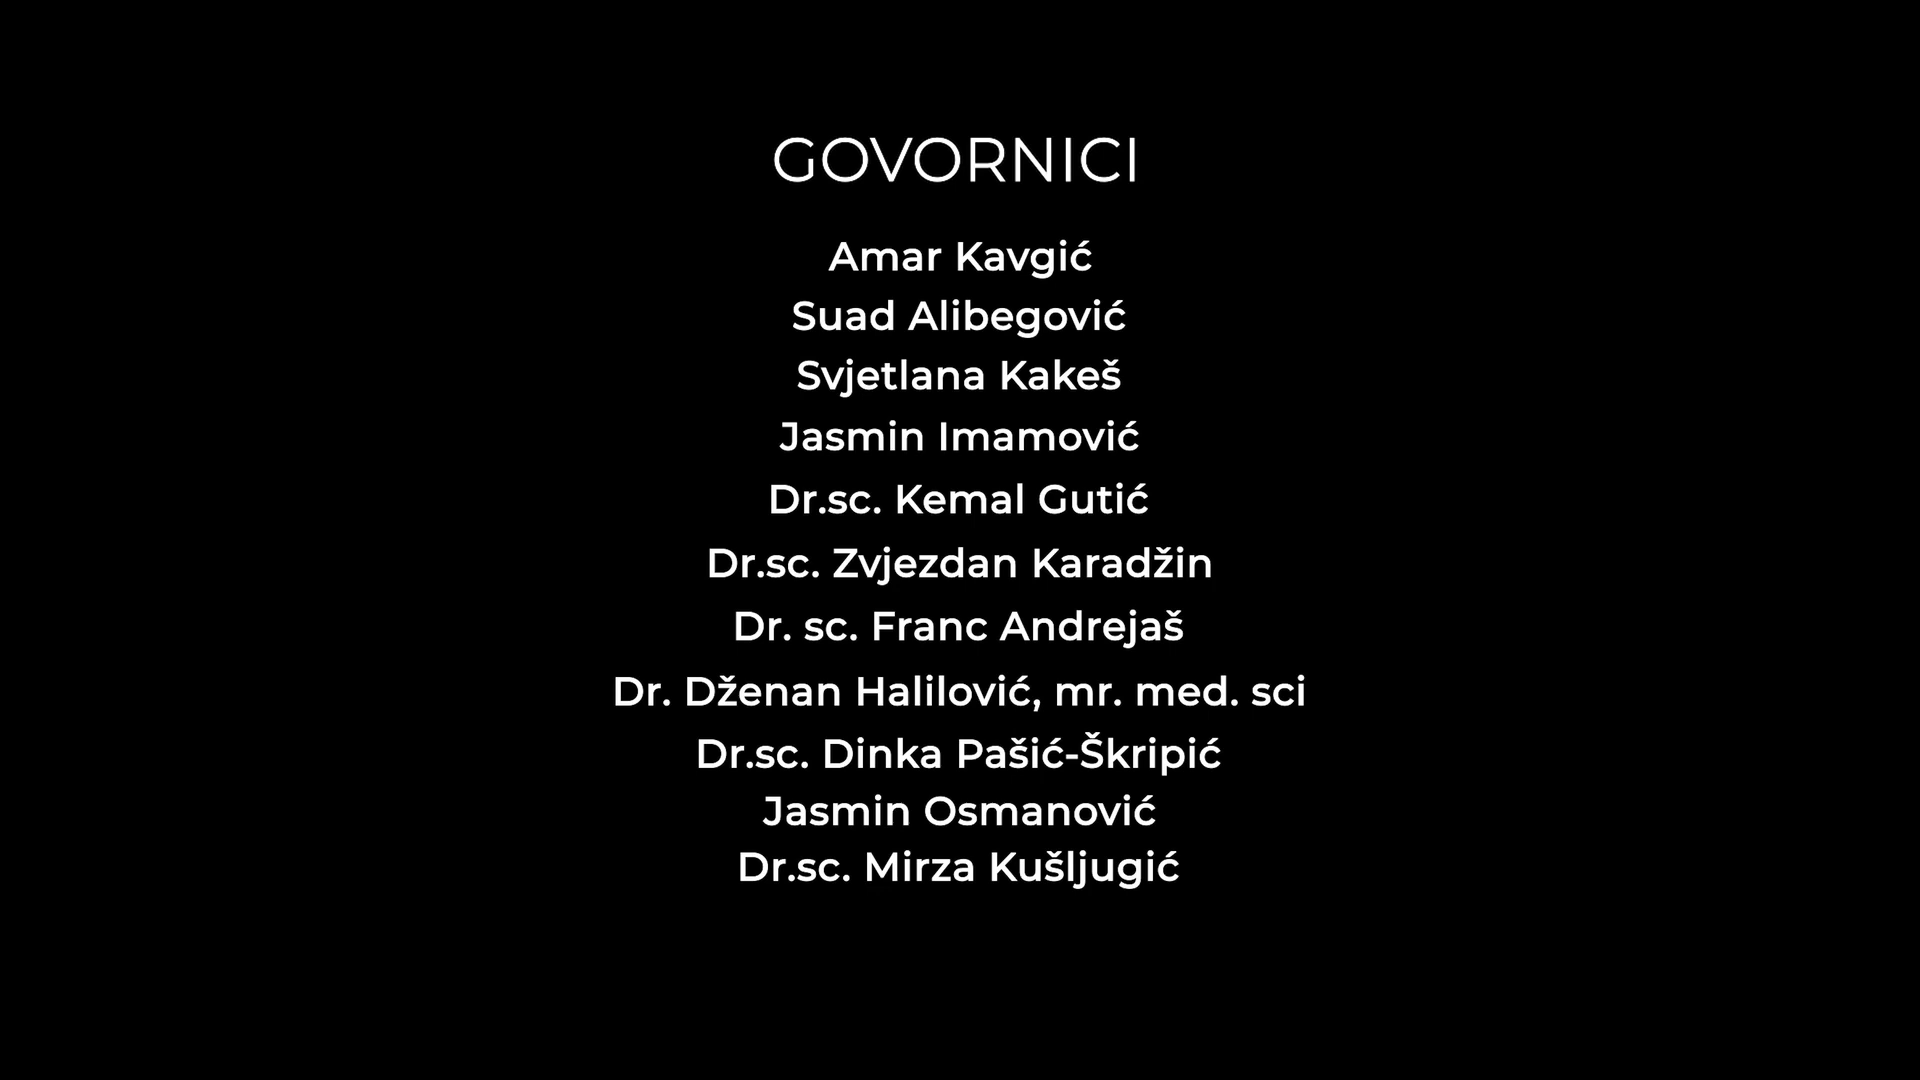 GOVORNICI
Amar Kavgić
Suad Alibegović
Svjetlana Kakeš
Jasmin Imamović
Dr.sc. Kemal Gutić
Dr.sc. Zvjezdan Karadžin
Dr. sc. Franc Andrejaš
Dr. Dženan Halilović, mr. med. sci
Dr.sc. Dinka Pašić-Škripić
Jasmin Osmanović
Dr.sc. Mirza Kušljugić